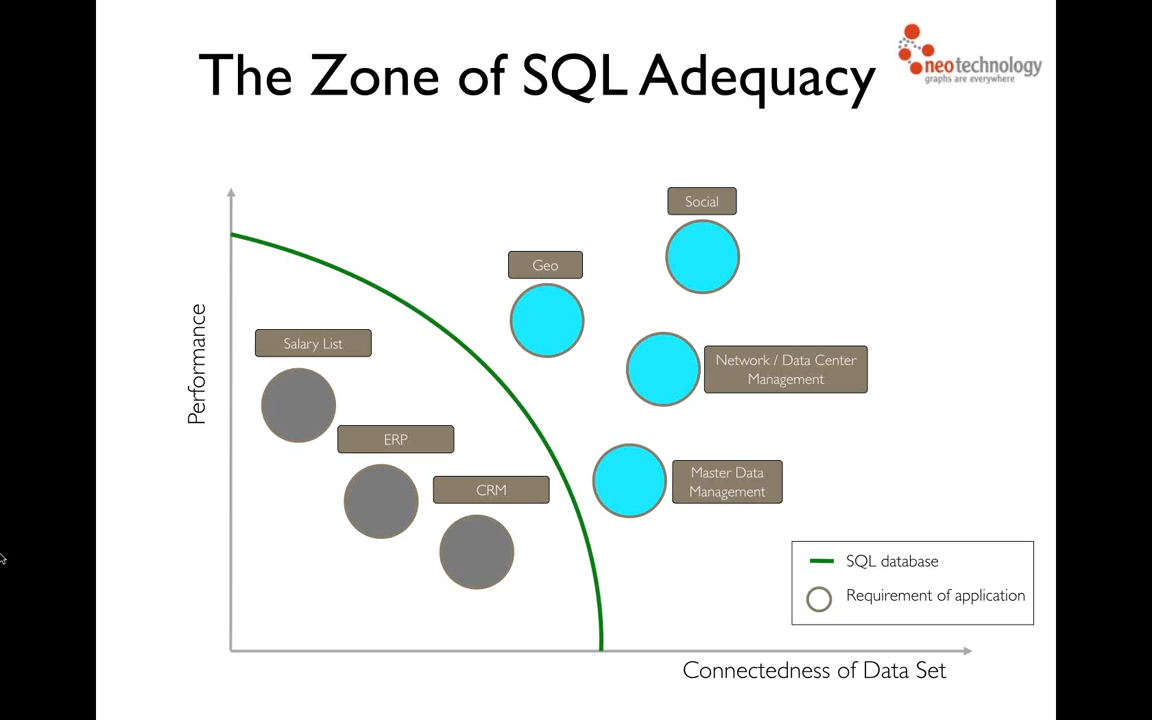 The Zone of SQL Adequacy
neotechnology
graphs are everywhere
Social
Geo
Salary List
Network / Data Center
Management
Performance
ERP
Master Data
Management
CRM
SQL database
Requirement of application
Connectedness of Data Set